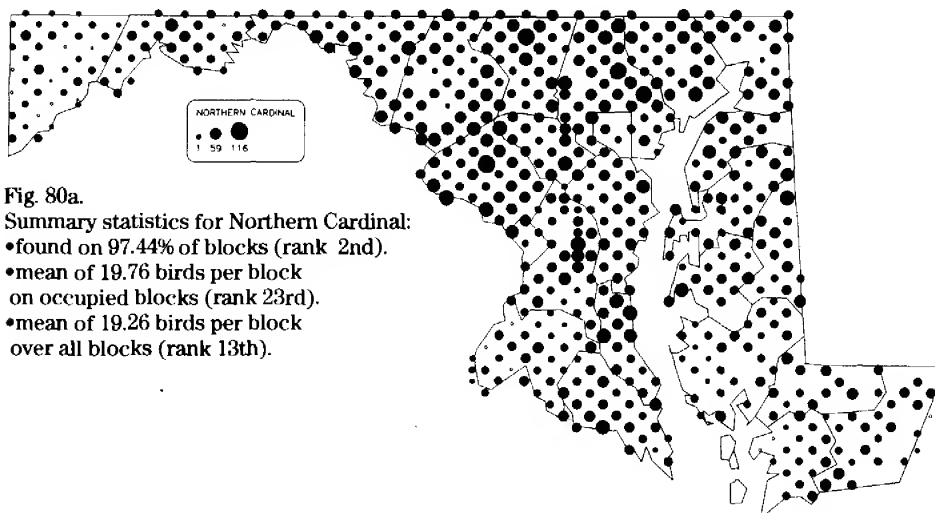 NORTHERN CARDINAL
1 59 116
Fig. 80a.
Summary statistics for Northern Cardinal:
•found on 97.44% of blocks (rank 2nd).
•mean of 19.76 birds per block
on occupied blocks (rank 23rd).
•mean of 19.26 birds per block
over all blocks (rank 13th).